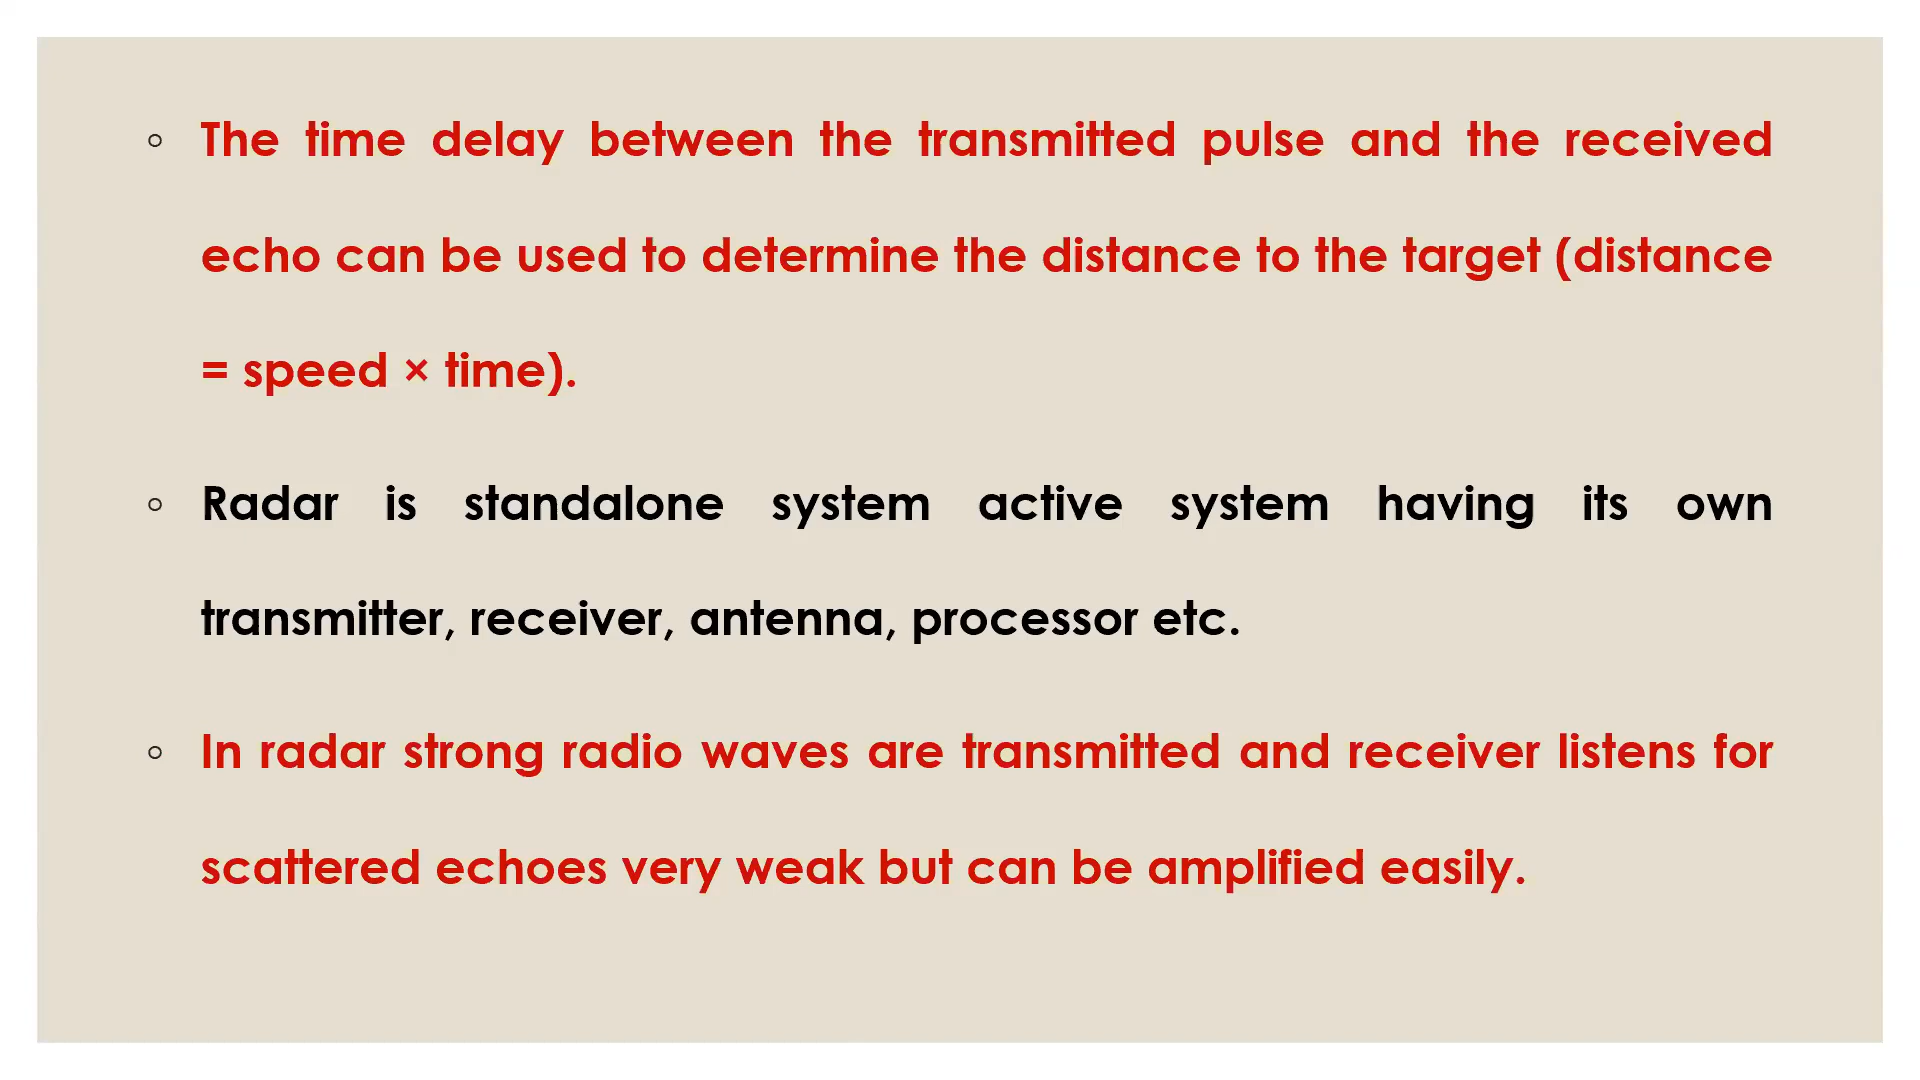 ◦ The time delay between the transmitted pulse and the received
echo can be used to determine the distance to the target (distance
= speed × time).
◦ Radar is standalone system active system having its own
transmitter, receiver, antenna, processor etc.
◦ In radar strong radio waves are transmitted and receiver listens for
scattered echoes very weak but can be amplified easily.